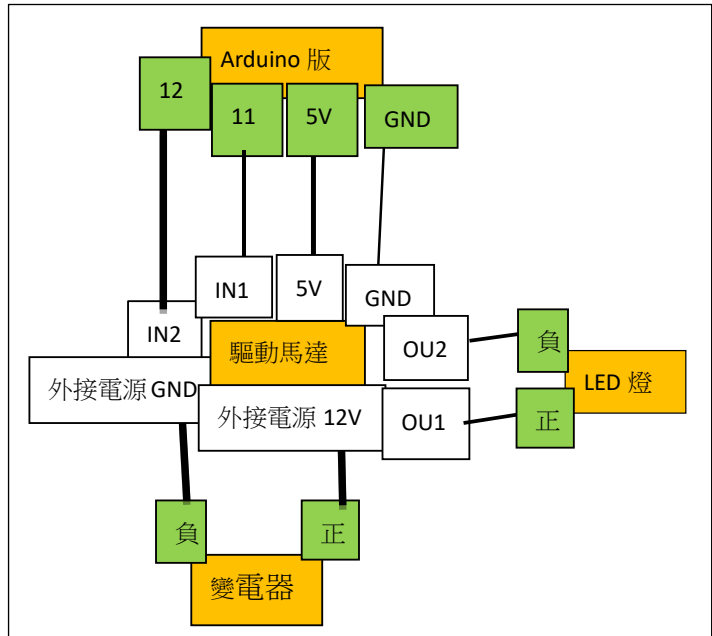 Arduino 版
12
11
5V
GND
IN1
5V
GND
IN2
驅動馬達
OU2
負
LED 燈
外接電源 GND
外接電源 12V
OU1
正
負
正
變電器